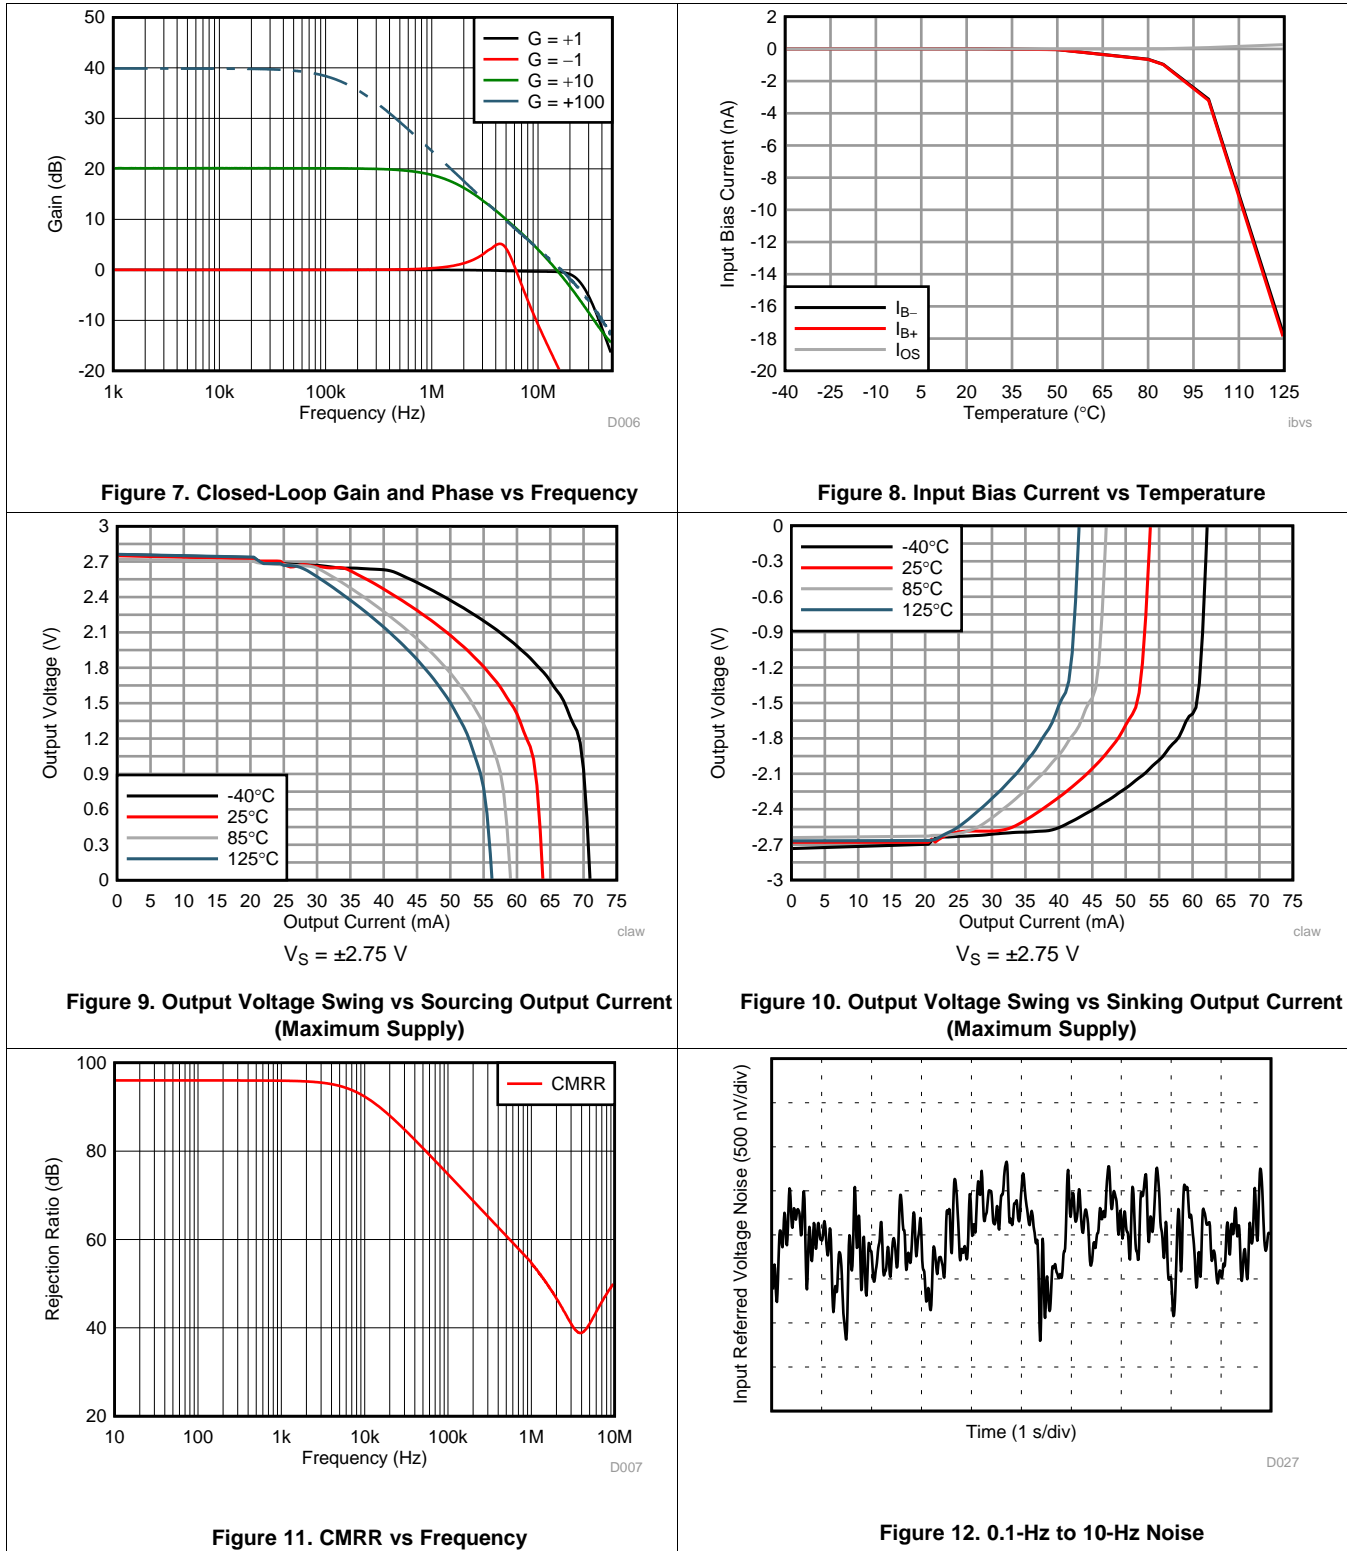 50
40
30
20
10
0
-10
-20
Gain (dB)
G = +1
G = −1
G = +10
G = +100
1k 10k 100k 1M 10M
Frequency (Hz)
D006
Figure 7. Closed-Loop Gain and Phase vs Frequency
2
0
-2
-4
-6
-8
-10
-12
-14
-16
-18
-20
Input Bias Current (nA)
IB−
IB+
IOS
-40 -25 -10 5 20 35 50 65 80 95 110 125
Temperature (°C)
ibvs
Figure 8. Input Bias Current vs Temperature
3
2.7
2.4
2.1
1.8
1.5
1.2
0.9
0.6
0.3
0
Output Voltage (V)
-40°C
25°C
85°C
125°C
0 5 10 15 20 25 30 35 40 45 50 55 60 65 70 75
Output Current (mA)
claw
VS = ±2.75 V
Figure 9. Output Voltage Swing vs Sourcing Output Current
(Maximum Supply)
0
-0.3
-0.6
-0.9
-1.2
-1.5
-1.8
-2.1
-2.4
-2.7
-3
Output Voltage (V)
-40°C
25°C
85°C
125°C
0 5 10 15 20 25 30 35 40 45 50 55 60 65 70 75
Output Current (mA)
claw
VS = ±2.75 V
Figure 10. Output Voltage Swing vs Sinking Output Current
(Maximum Supply)
100
80
60
40
20
Rejection Ratio (dB)
CMRR
10 100 1k 10k 100k 1M 10M
Frequency (Hz)
D007
Figure 11. CMRR vs Frequency
Input Referred Voltage Noise (500 nV/div)
Time (1 s/div)
D027
Figure 12. 0.1-Hz to 10-Hz Noise